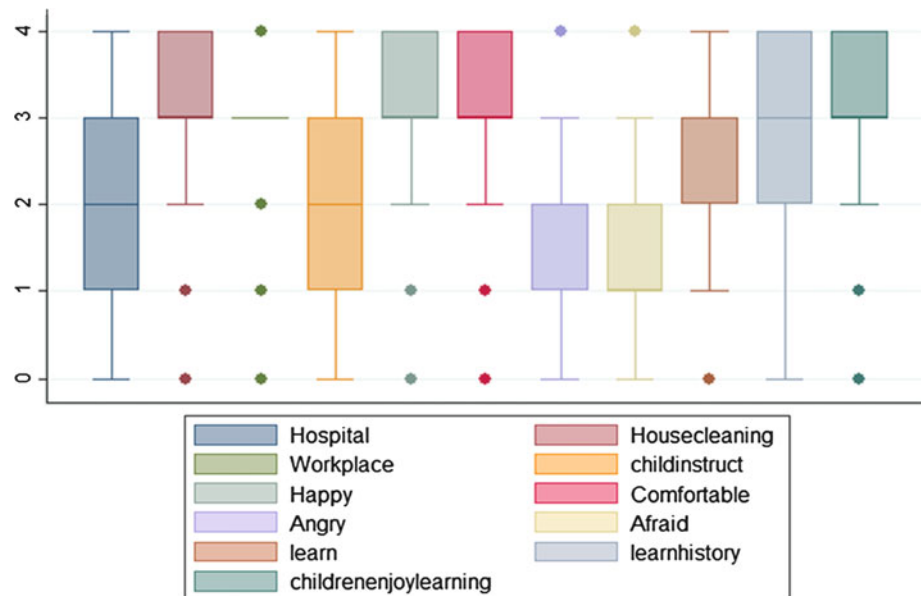 4
3
2
1
0
Hospital Housecleaning
Workplace childinstruct
Happy Comfortable
Angry Afraid
learn learnhistory
childrenenjoylearning